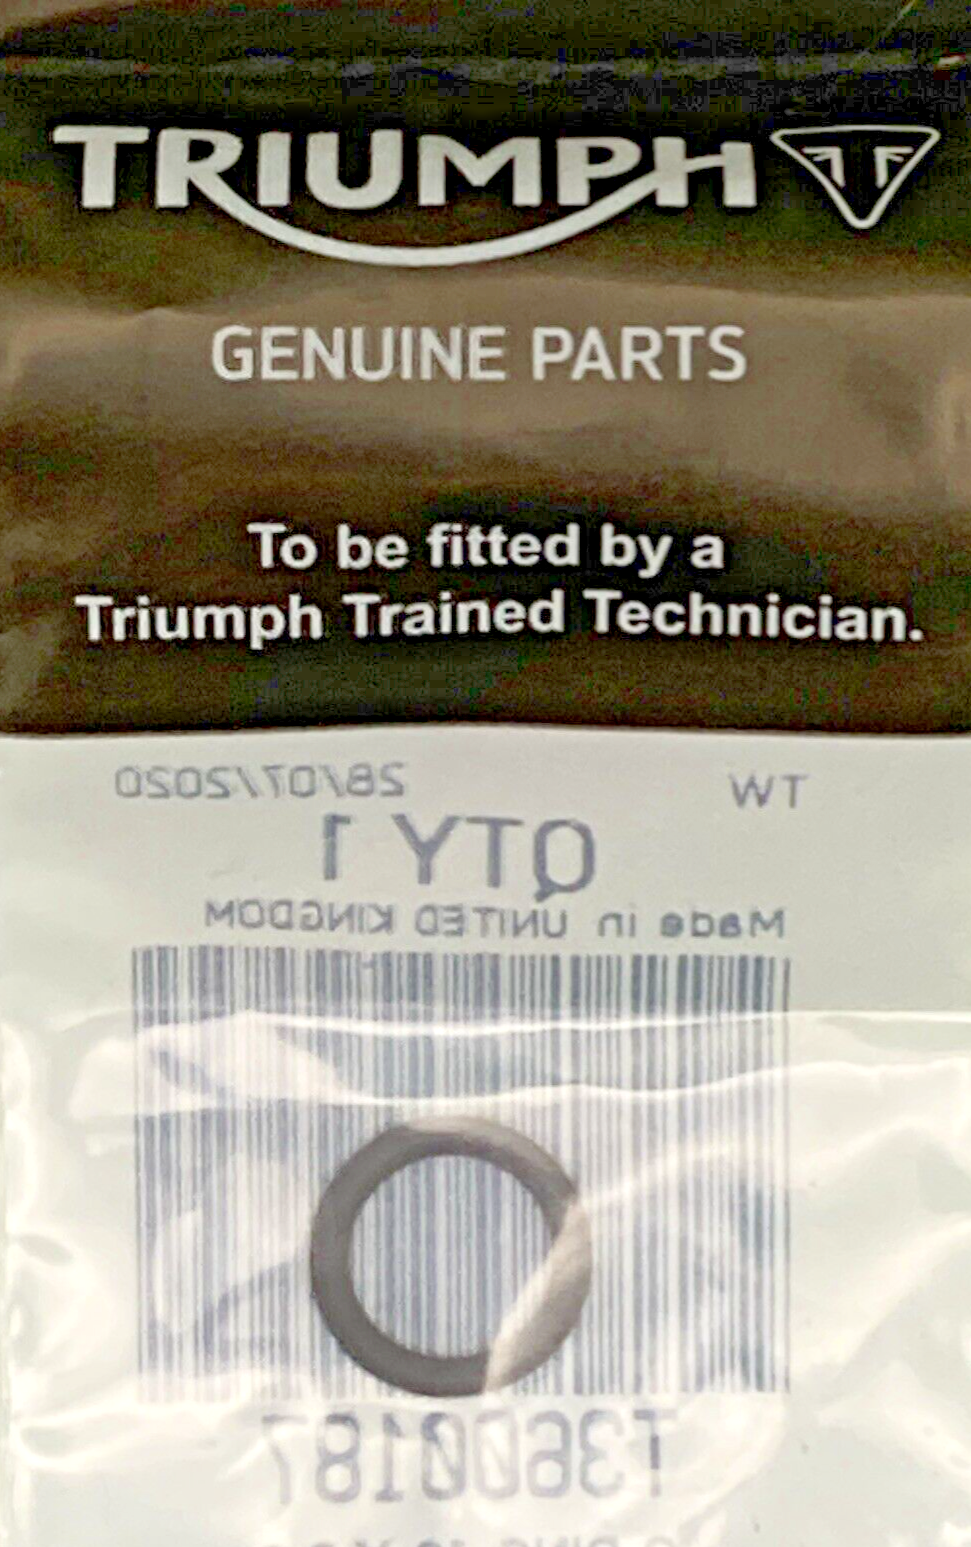 TRIUMPH
GENUINE PARTS
To be fitted by a
Triumph Trained Technician.
WT 28/07/2020
QTY 1
Made in UNITED KINGDOM
T3600187